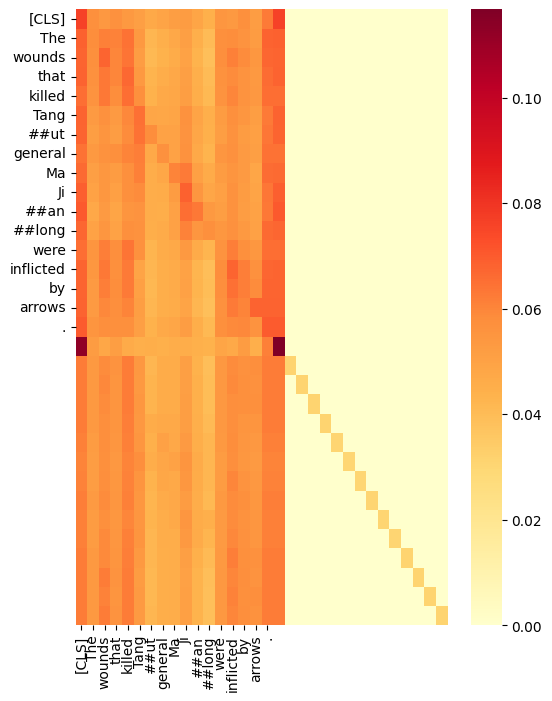 [CLS]
The
wounds
that
killed
Tang
##ut
general
Ma
Ji
##an
##long
were
inflicted
by
arrows
.
0.10
0.08
0.06
0.04
0.02
0.00
[CLS]
The
wounds
that
killed
Tang
##ut
general
Ma
Ji
##an
##long
were
inflicted
by
arrows
.